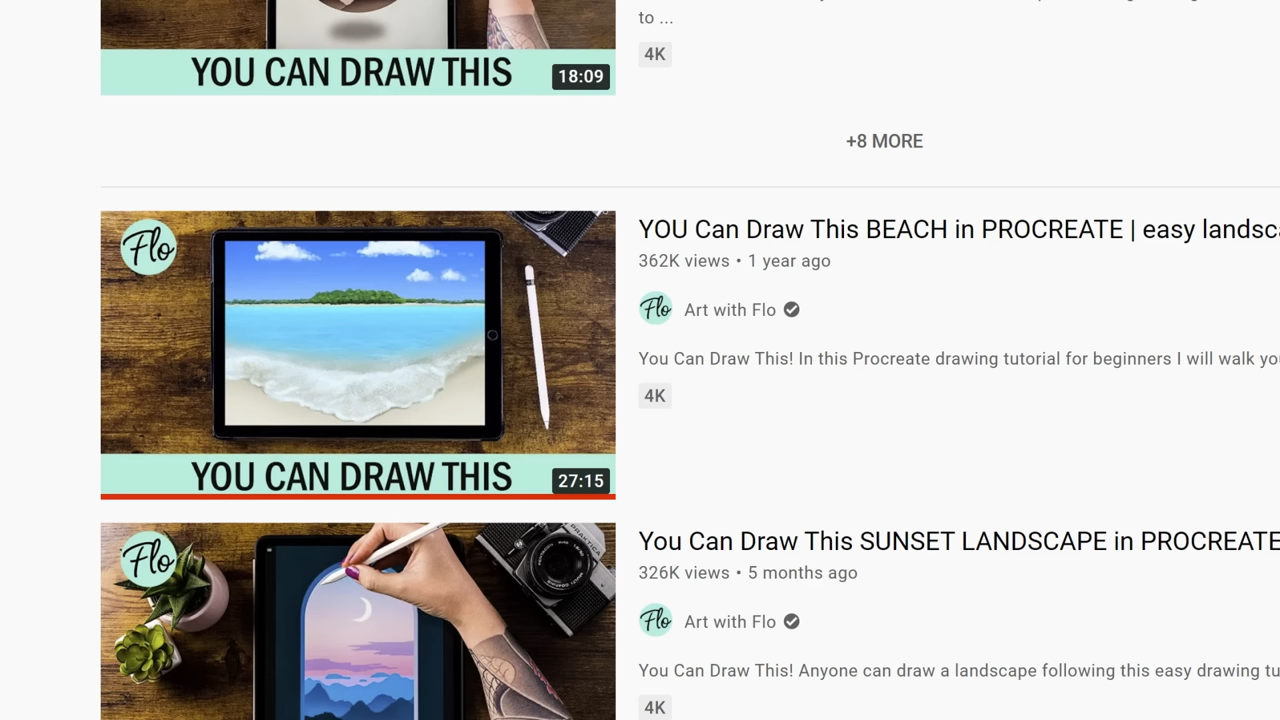 to ...
4K
YOU CAN DRAW THIS
18:09
+8 MORE
Flo
YOU Can Draw This BEACH in PROCREATE | easy landsc
362K views • 1 year ago
Flo Art with Flo
You Can Draw This! In this Procreate drawing tutorial for beginners I will walk yo
4K
YOU CAN DRAW THIS
27:15
Flo
PRAKTICA
You Can Draw This SUNSET LANDSCAPE in PROCREATE
326K views • 5 months ago
Flo Art with Flo
You Can Draw This! Anyone can draw a landscape following this easy drawing tu
4K